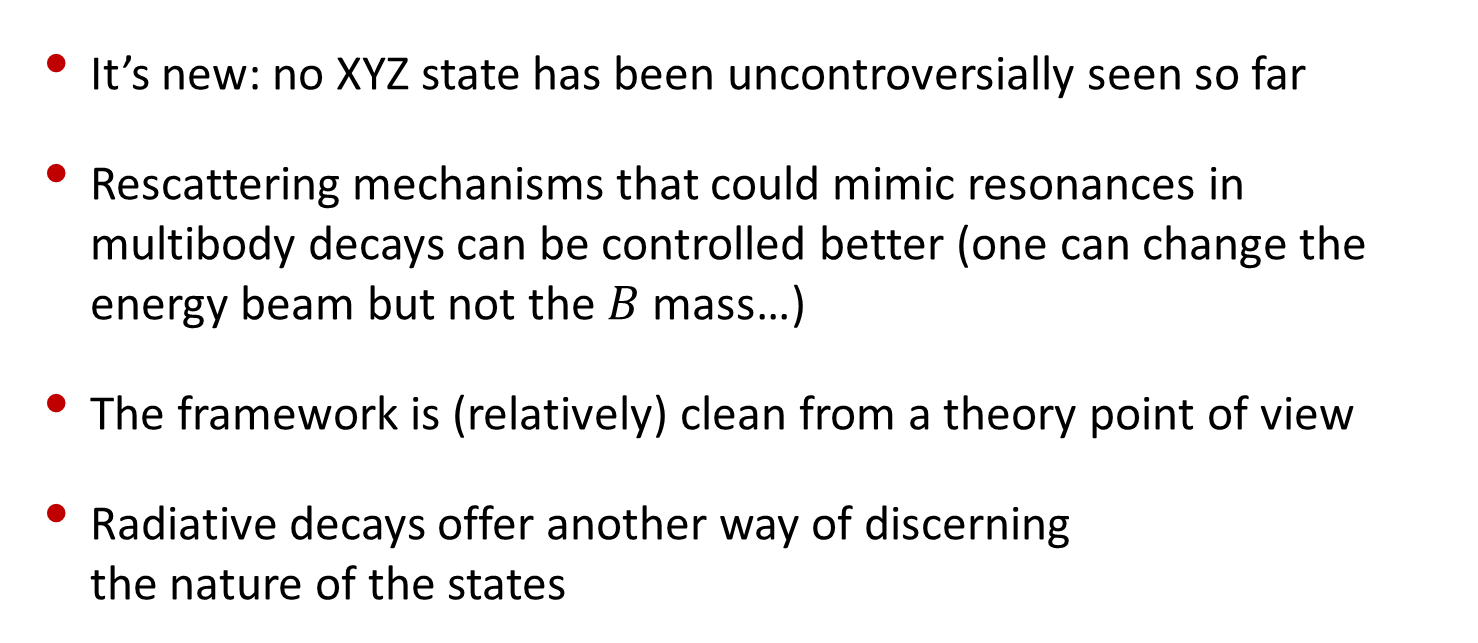 • It’s new: no XYZ state has been uncontroversially seen so far
• Rescattering mechanisms that could mimic resonances in
multibody decays can be controlled better (one can change the
energy beam but not the B mass…)
• The framework is (relatively) clean from a theory point of view
• Radiative decays offer another way of discerning
the nature of the states